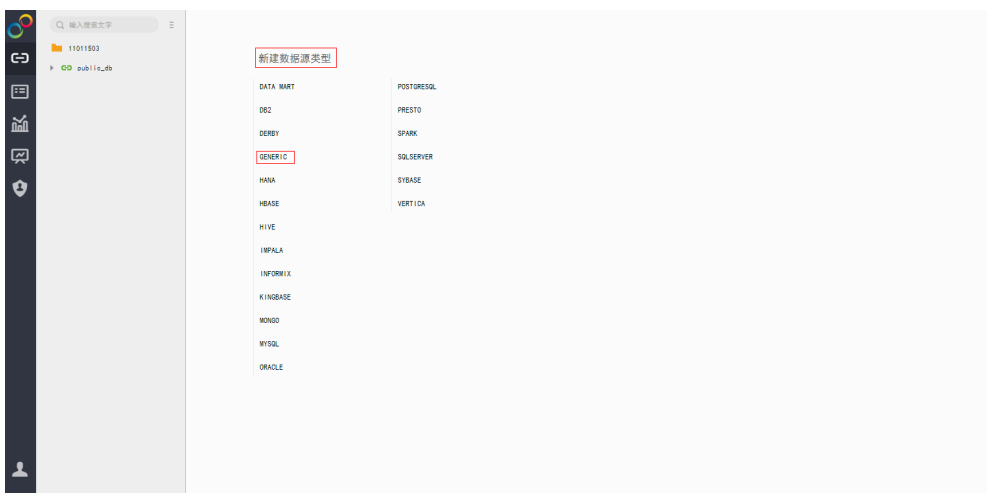 输入搜索文字
11011503
public_db
新建数据源类型
DATA MART
DB2
DERBY
GENERIC
HANA
HBASE
HIVE
IMPALA
INFORMIX
KINGBASE
MONGO
MYSQL
ORACLE
POSTGRESQL
PRESTO
SPARK
SQLSERVER
SYBASE
VERTICA